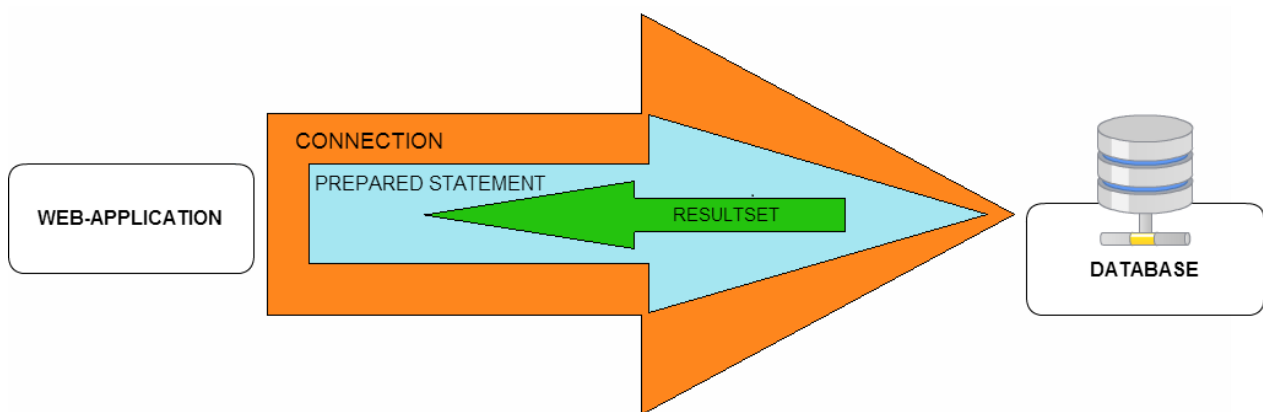 CONNECTION
PREPARED STATEMENT
WEB-APPLICATION
RESULTSET
DATABASE